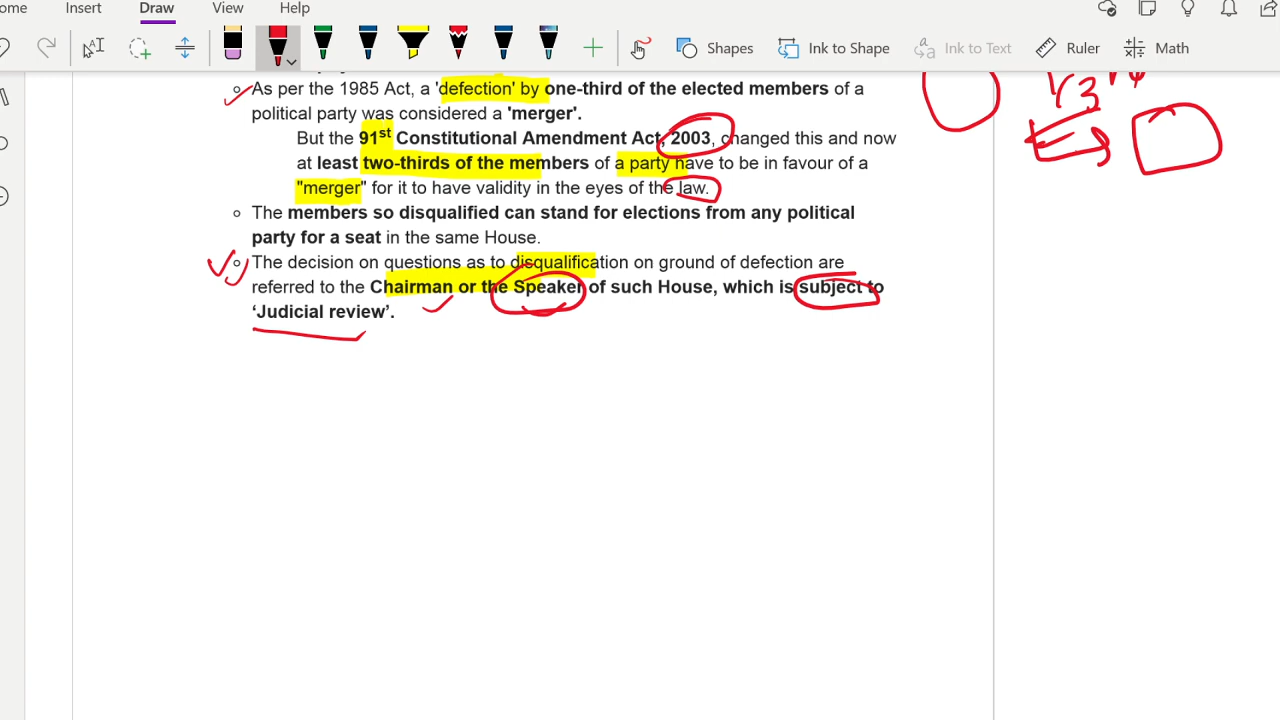 ome Insert Draw View Help
Shapes Ink to Shape Ink to Text Ruler Math
As per the 1985 Act, a 'defection' by one-third of the elected members of a
political party was considered a 'merger'.
But the 91st Constitutional Amendment Act, 2003, changed this and now
at least two-thirds of the members of a party have to be in favour of a
"merger" for it to have validity in the eyes of the law.
The members so disqualified can stand for elections from any political
party for a seat in the same House.
The decision on questions as to disqualification on ground of defection are
referred to the Chairman or the Speaker of such House, which is subject to
‘Judicial review’.
1/3